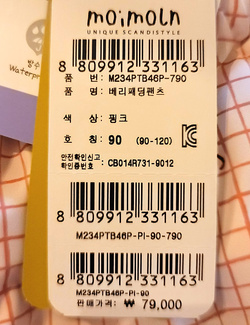 moimoln
UNIQUE SCANDISTYLE
방수
Waterpr
8 809912 331163
품 번: M234PTB46P-790
품 명: 베리패딩팬츠
색 상: 핑크
호 칭: 90 (90-120)
안전확인신고
확인증번호: CB014R731-9012
8 809912 331163
M234PTB46P-PI-90-790
8 809912 331163
M234PTB46P-PI-90
판매가격: ₩ 79,000